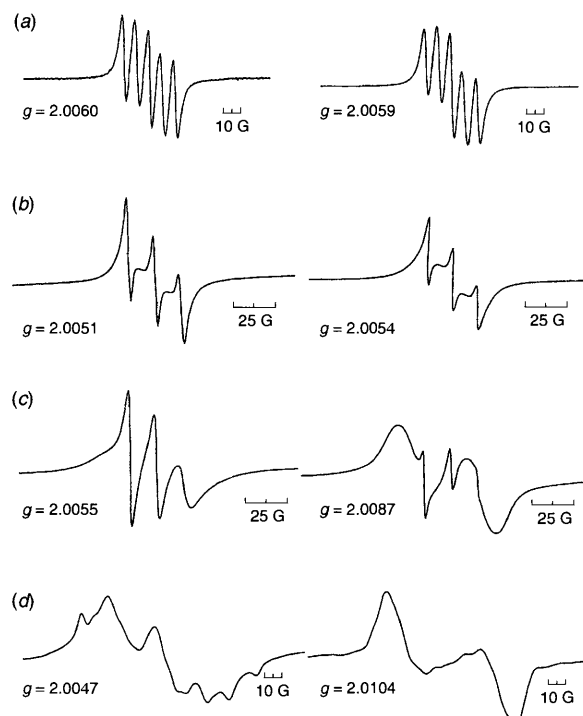 (a)
g = 2.0060
10 G
g = 2.0059
10 G
(b)
g = 2.0051
25 G
g = 2.0054
25 G
(c)
g = 2.0055
25 G
g = 2.0087
25 G
(d)
g = 2.0047
10 G
g = 2.0104
10 G